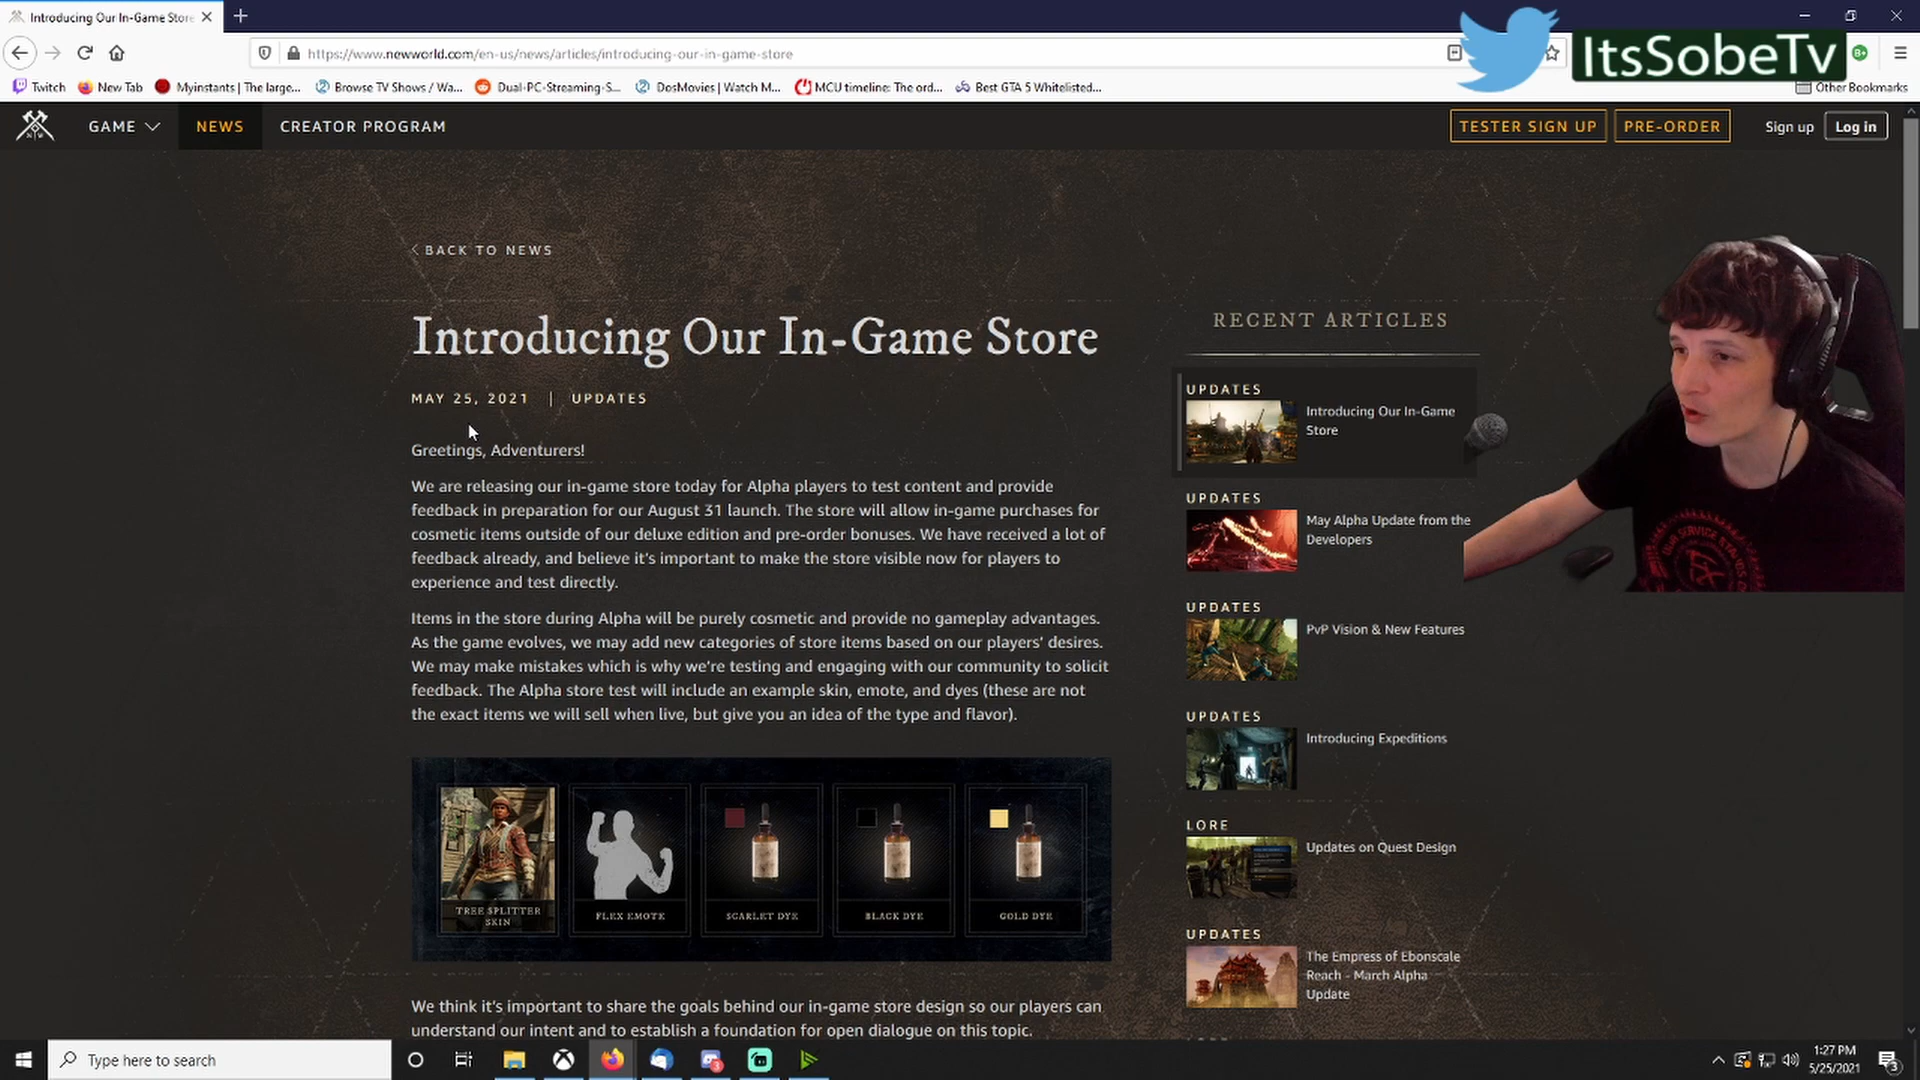 Introducing Our In-Game Store
https://www.newworld.com/en-us/news/articles/introducing-our-in-game-store
ItsSobeTv
Twitch
New Tab
Myinstants | The large...
Browse TV Shows / Wa...
Dual-PC-Streaming-S...
DosMovies | Watch M...
MCU timeline: The ord...
Best GTA 5 Whitelisted...
Other Bookmarks
GAME
NEWS
CREATOR PROGRAM
TESTER SIGN UP
PRE-ORDER
Sign up
Log in
BACK TO NEWS
Introducing Our In-Game Store
MAY 25, 2021 | UPDATES
Greetings, Adventurers!
We are releasing our in-game store today for Alpha players to test content and provide
feedback in preparation for our August 31 launch. The store will allow in-game purchases for
cosmetic items outside of our deluxe edition and pre-order bonuses. We have received a lot of
feedback already, and believe it's important to make the store visible now for players to
experience and test directly.
Items in the store during Alpha will be purely cosmetic and provide no gameplay advantages.
As the game evolves, we may add new categories of store items based on our players' desires.
We may make mistakes which is why we're testing and engaging with our community to solicit
feedback. The Alpha store test will include an example skin, emote, and dyes (these are not
the exact items we will sell when live, but give you an idea of the type and flavor).
TREE SPLITTER
SKIN
FLEX EMOTE
SCARLET DYE
BLACK DYE
GOLD DYE
We think it's important to share the goals behind our in-game store design so our players can
understand our intent and to establish a foundation for open dialogue on this topic.
RECENT ARTICLES
UPDATES
Introducing Our In-Game
Store
UPDATES
May Alpha Update from the
Developers
UPDATES
PvP Vision & New Features
UPDATES
Introducing Expeditions
LORE
Updates on Quest Design
UPDATES
The Empress of Ebonscale
Reach - March Alpha
Update
Type here to search
1:27 PM
5/25/2021